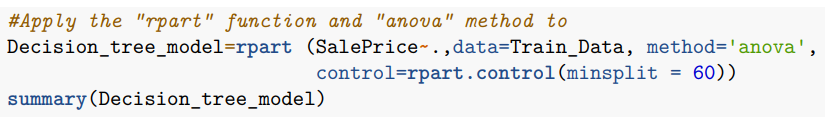 #Apply the "rpart" function and "anova" method to
Decision_tree_model=rpart (SalePrice~.,data=Train_Data, method='anova',
control=rpart.control(minsplit = 60))
summary(Decision_tree_model)